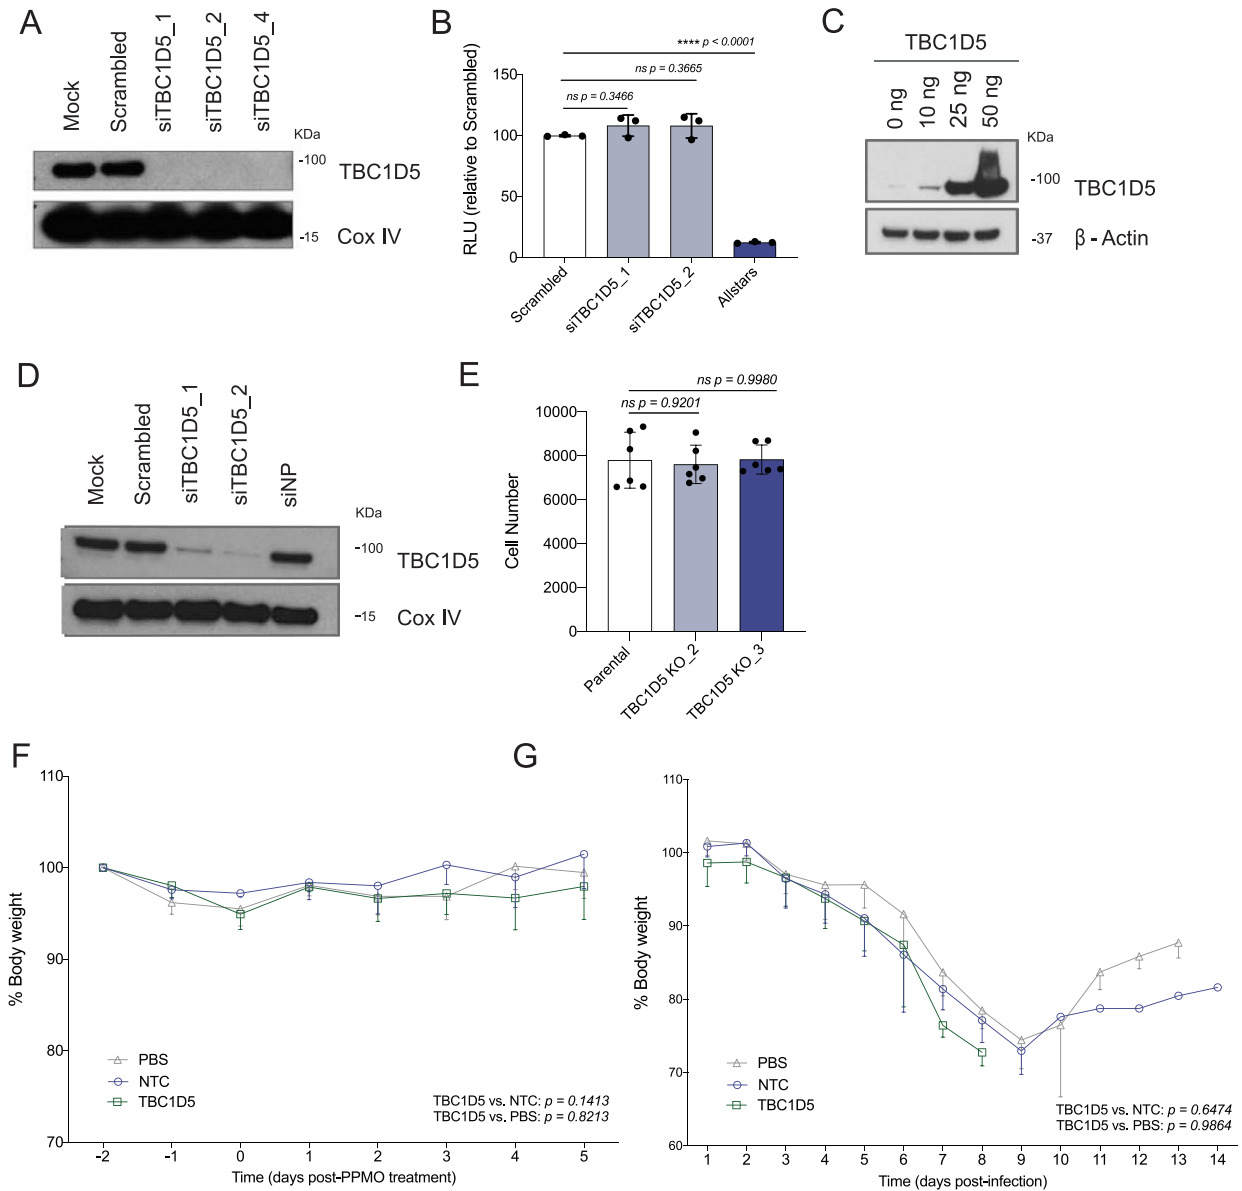 A
Mock
Scrambled
siTBC1D5_1
siTBC1D5_2
siTBC1D5_4
KDa
-100
TBC1D5
-15
Cox IV
B
RLU (relative to Scrambled)
150
100
50
0
**** p < 0.0001
ns p = 0.3665
ns p = 0.3466
Scrambled
siTBC1D5_1
siTBC1D5_2
Allstars
C
TBC1D5
0 ng
10 ng
25 ng
50 ng
KDa
-100
TBC1D5
-37
β - Actin
D
Mock
Scrambled
siTBC1D5_1
siTBC1D5_2
siNP
KDa
-100
TBC1D5
-15
Cox IV
E
Cell Number
10000
8000
6000
4000
2000
0
ns p = 0.9980
ns p = 0.9201
Parental
TBC1D5 KO_2
TBC1D5 KO_3
F
% Body weight
110
100
90
80
70
PBS
NTC
TBC1D5
TBC1D5 vs. NTC: p = 0.1413
TBC1D5 vs. PBS: p = 0.8213
-2 -1 0 1 2 3 4 5
Time (days post-PPMO treatment)
G
% Body weight
110
100
90
80
70
60
PBS
NTC
TBC1D5
TBC1D5 vs. NTC: p = 0.6474
TBC1D5 vs. PBS: p = 0.9864
1 2 3 4 5 6 7 8 9 10 11 12 13 14
Time (days post-infection)